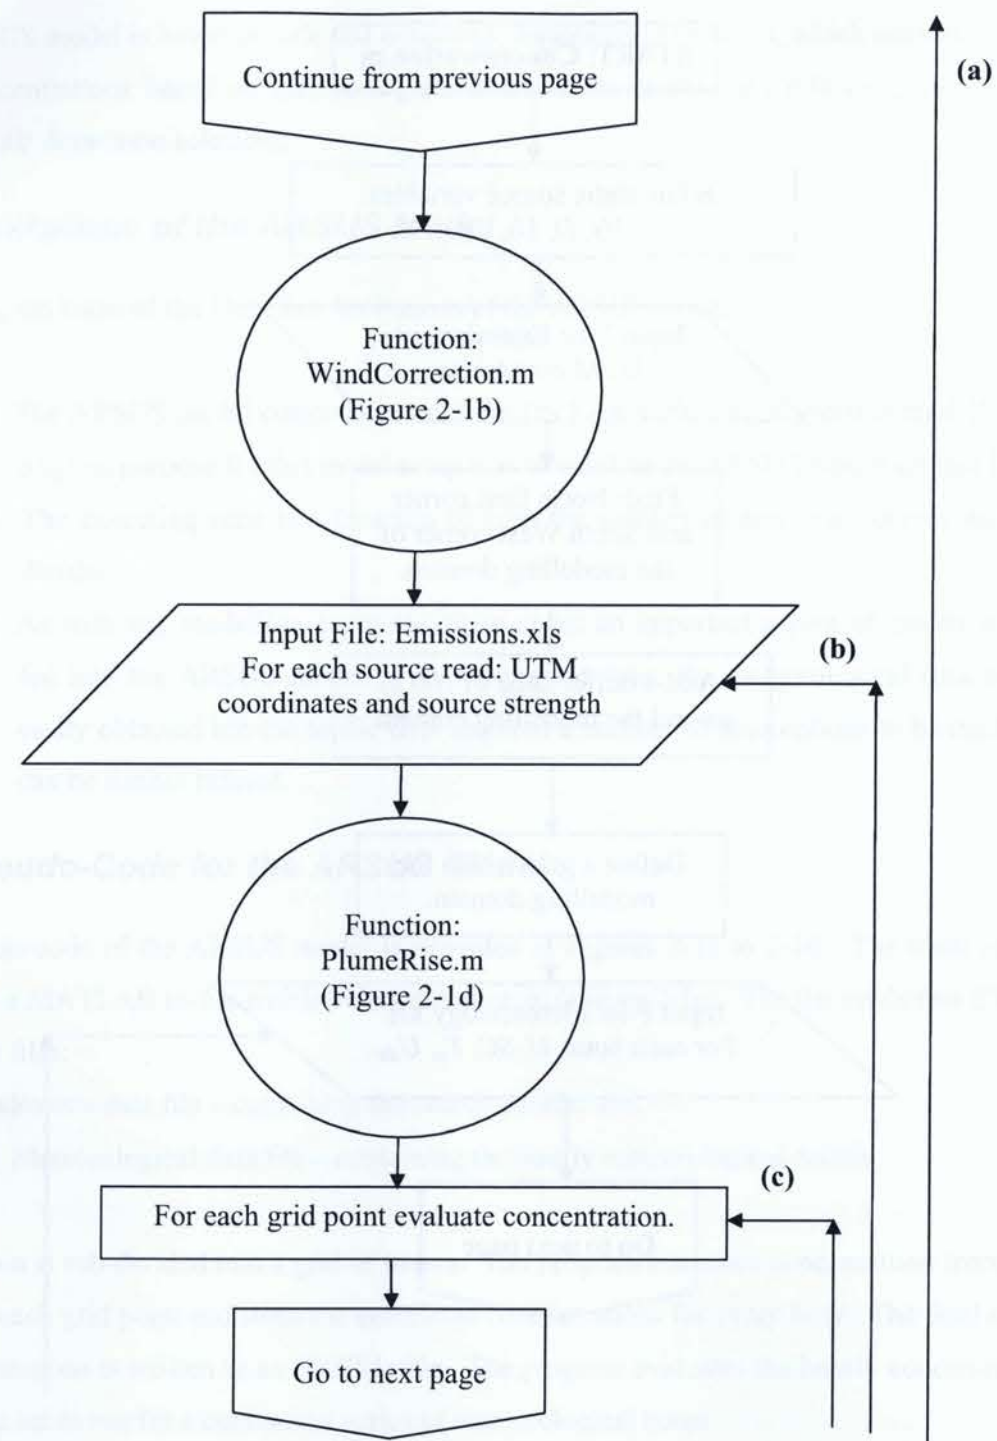 Continue from previous page
(a)
Function:
WindCorrection.m
(Figure 2-1b)
Input File: Emissions.xls
For each source read: UTM
coordinates and source strength
(b)
Function:
PlumeRise.m
(Figure 2-1d)
(c)
For each grid point evaluate concentration.
Go to next page